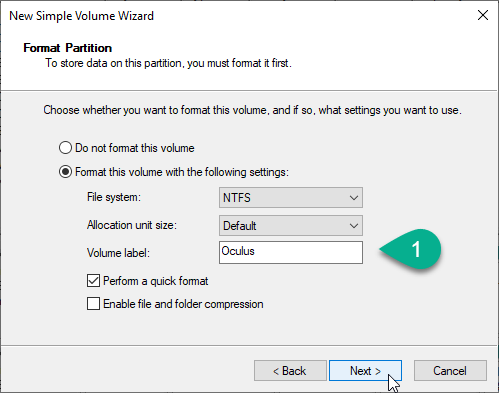 New Simple Volume Wizard
Format Partition
To store data on this partition, you must format it first.
Choose whether you want to format this volume, and if so, what settings you want to use.
Do not format this volume
Format this volume with the following settings:
File system: NTFS
Allocation unit size: Default
Volume label: Oculus
1
Perform a quick format
Enable file and folder compression
< Back Next > Cancel